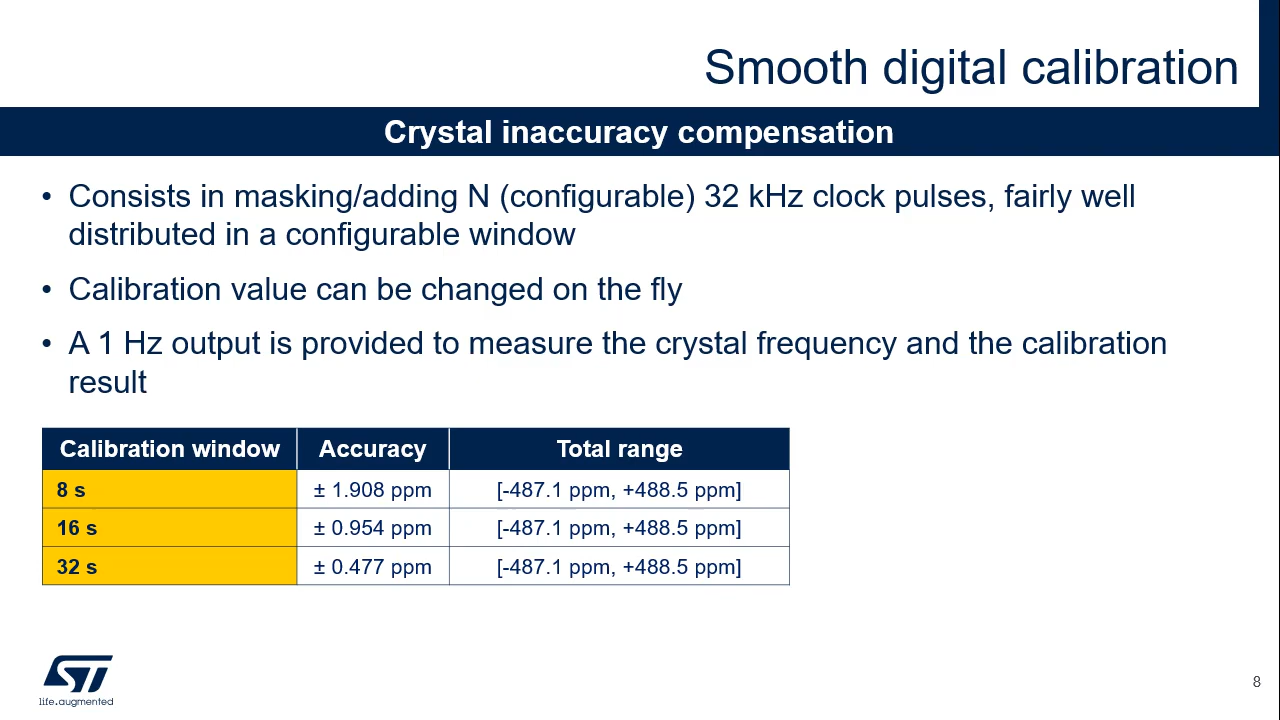 Smooth digital calibration
Crystal inaccuracy compensation
• Consists in masking/adding N (configurable) 32 kHz clock pulses, fairly well
distributed in a configurable window
• Calibration value can be changed on the fly
• A 1 Hz output is provided to measure the crystal frequency and the calibration
result
Calibration window Accuracy Total range
8 s ± 1.908 ppm [-487.1 ppm, +488.5 ppm]
16 s ± 0.954 ppm [-487.1 ppm, +488.5 ppm]
32 s ± 0.477 ppm [-487.1 ppm, +488.5 ppm]
ST
life.augmented
8